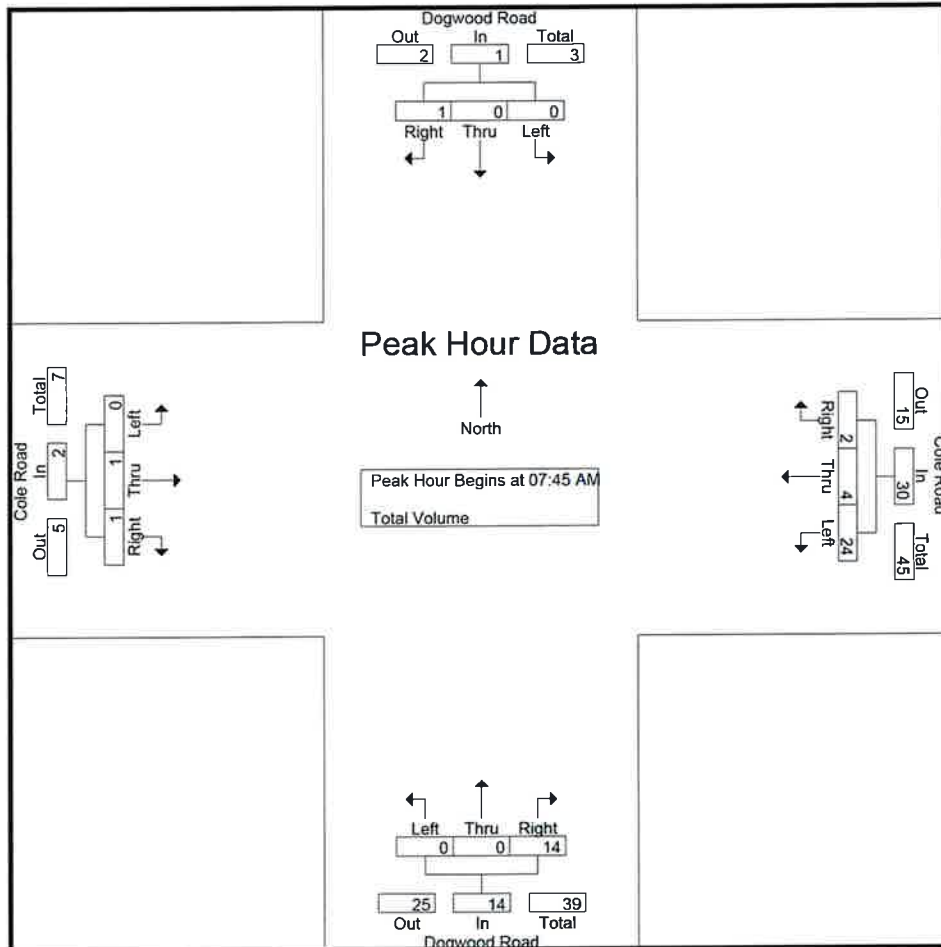 Dogwood Road
Out In Total
2 1 3
1 0 0
Right Thru Left
Peak Hour Data
North
Peak Hour Begins at 07:45 AM
Total Volume
Cole Road
Total In Out
7 2 5
0 1 1
Left Thru Right
Right Thru Left
2 4 24
Out In Total
15 30 45
Cole Road
Left Thru Right
0 0 14
25 14 39
Out In Total
Dogwood Road